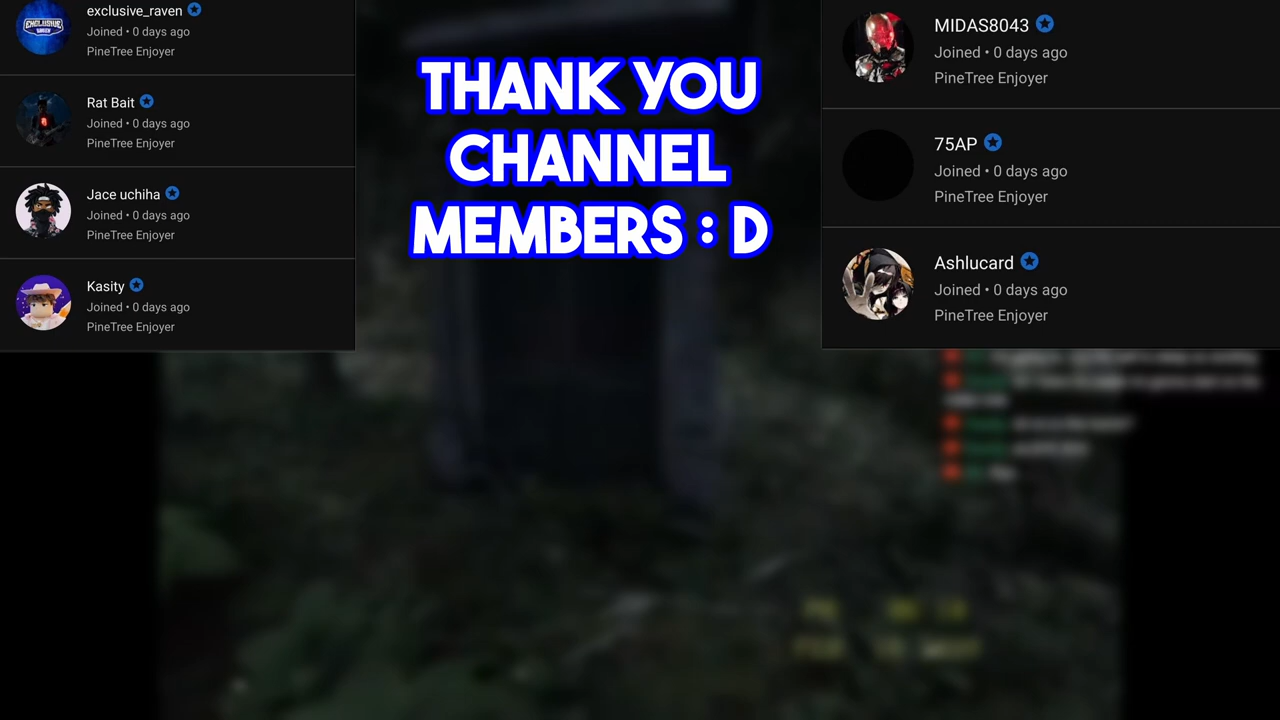 exclusive_raven
Joined • 0 days ago
PineTree Enjoyer
Rat Bait
Joined • 0 days ago
PineTree Enjoyer
Jace uchiha
Joined • 0 days ago
PineTree Enjoyer
Kasity
Joined • 0 days ago
PineTree Enjoyer
THANK YOU
CHANNEL
MEMBERS : D
MIDAS8043
Joined • 0 days ago
PineTree Enjoyer
75AP
Joined • 0 days ago
PineTree Enjoyer
Ashlucard
Joined • 0 days ago
PineTree Enjoyer